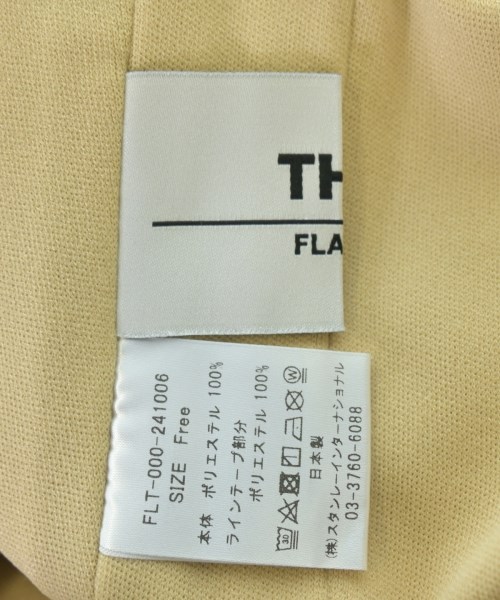 TH
FLA
FLT-000-241006
SIZE Free
本体 ポリエステル 100%
ラインテープ部分
ポリエステル 100%
30
W
日本製
(株)スタンレーインターナショナル
03-3760-6088